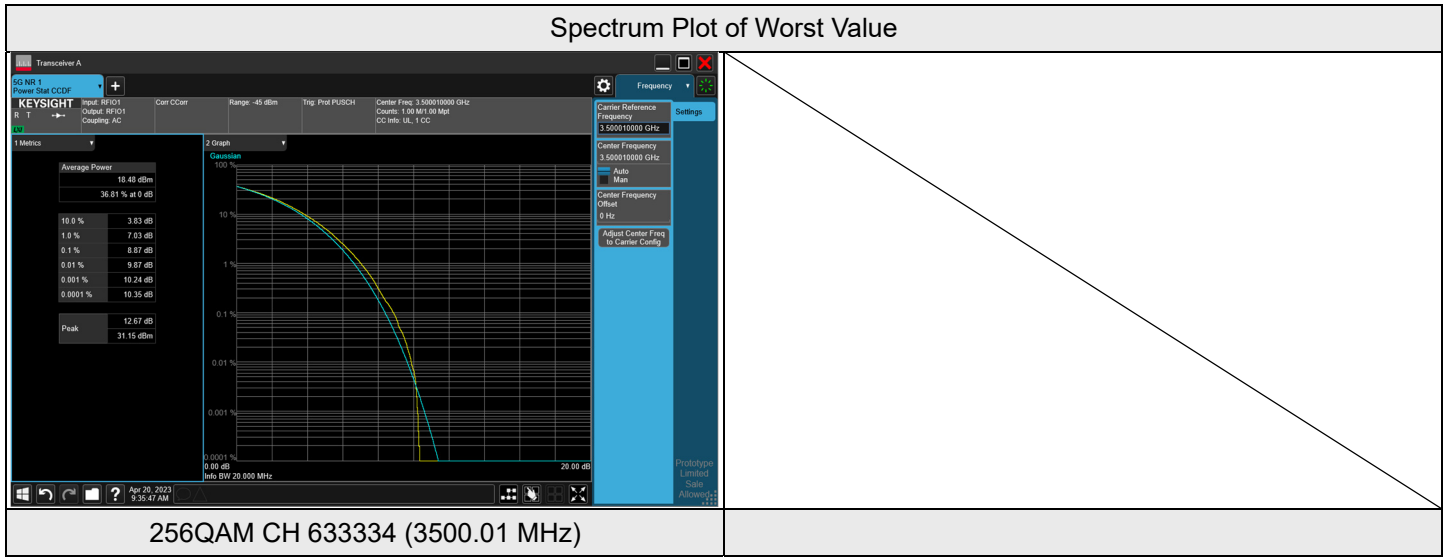 Spectrum Plot of Worst Value
Transceiver A
5G NR 1
Power Stat CCDF
+
Frequency
KEYSIGHT
R T
LXI
Input: RFIO1
Output: RFIO1
Coupling: AC
Corr CCorr
Range: -45 dBm
Trig: Prot PUSCH
Center Freq: 3.500010000 GHz
Counts: 1.00 M/1.00 Mpt
CC Info: UL, 1 CC
1 Metrics
Average Power
18.48 dBm
36.81 % at 0 dB
10.0 % 3.83 dB
1.0 % 7.03 dB
0.1 % 8.87 dB
0.01 % 9.87 dB
0.001 % 10.24 dB
0.0001 % 10.35 dB
Peak
12.67 dB
31.15 dBm
2 Graph
Gaussian
100 %
10 %
1 %
0.1 %
0.01 %
0.001 %
0.0001 %
0.00 dB 20.00 dB
Info BW 20.000 MHz
Carrier Reference
Frequency
3.500010000 GHz
Center Frequency
3.500010000 GHz
Auto
Man
Center Frequency
Offset
0 Hz
Adjust Center Freq
to Carrier Config
Settings
Prototype
Limited
Sale
Allowed
?
Apr 20, 2023
9:35:47 AM
256QAM CH 633334 (3500.01 MHz)